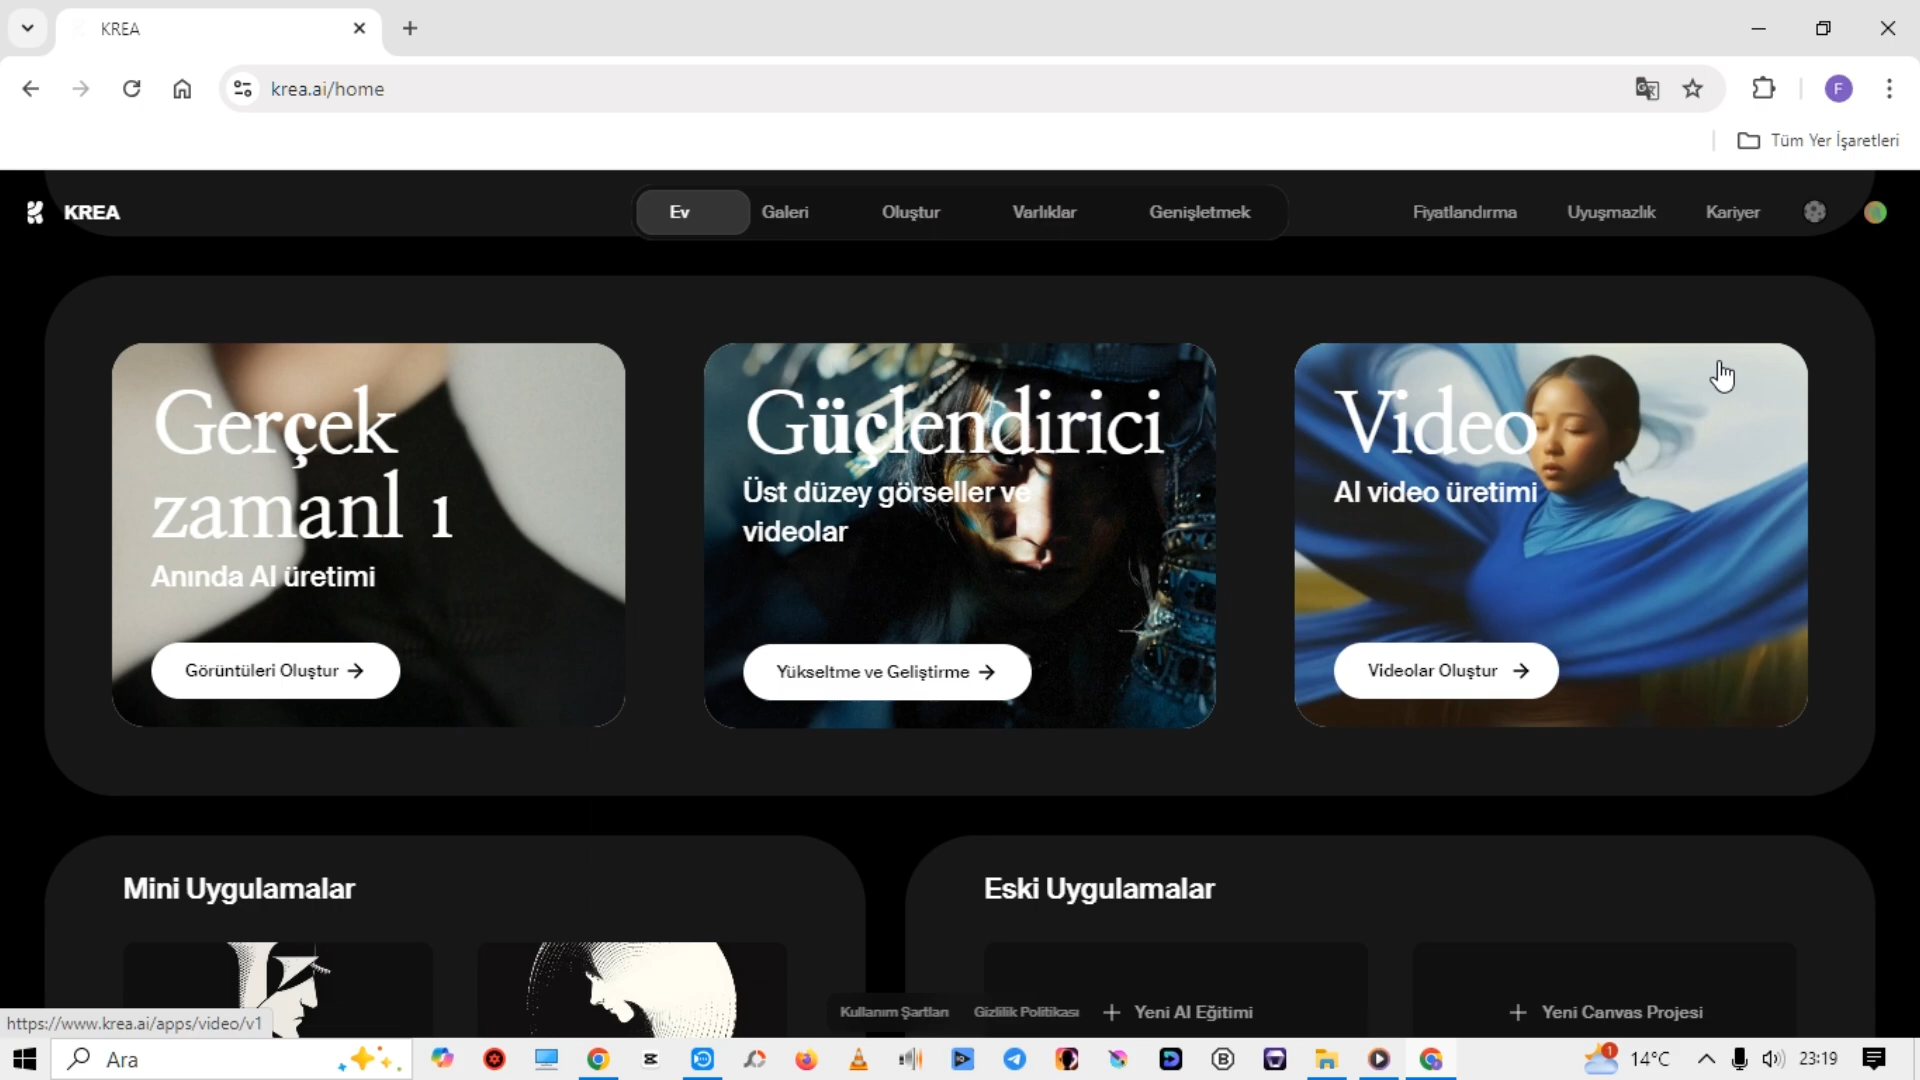 KREA
krea.ai/home
Tüm Yer İşaretleri
KREA
Ev
Galeri
Oluştur
Varlıklar
Genişletmek
Fiyatlandırma
Uyuşmazlık
Kariyer
Gerçek
zamanl ı
Anında AI üretimi
Görüntüleri Oluştur →
Güçlendirici
Üst düzey görseller ve
videolar
Yükseltme ve Geliştirme →
Video
AI video üretimi
Videolar Oluştur →
Mini Uygulamalar
Eski Uygulamalar
Kullanım Şartları
Gizlilik Politikası
+ Yeni AI Eğitimi
+ Yeni Canvas Projesi
https://www.krea.ai/apps/video/v1
Ara
1
14°C
23:19